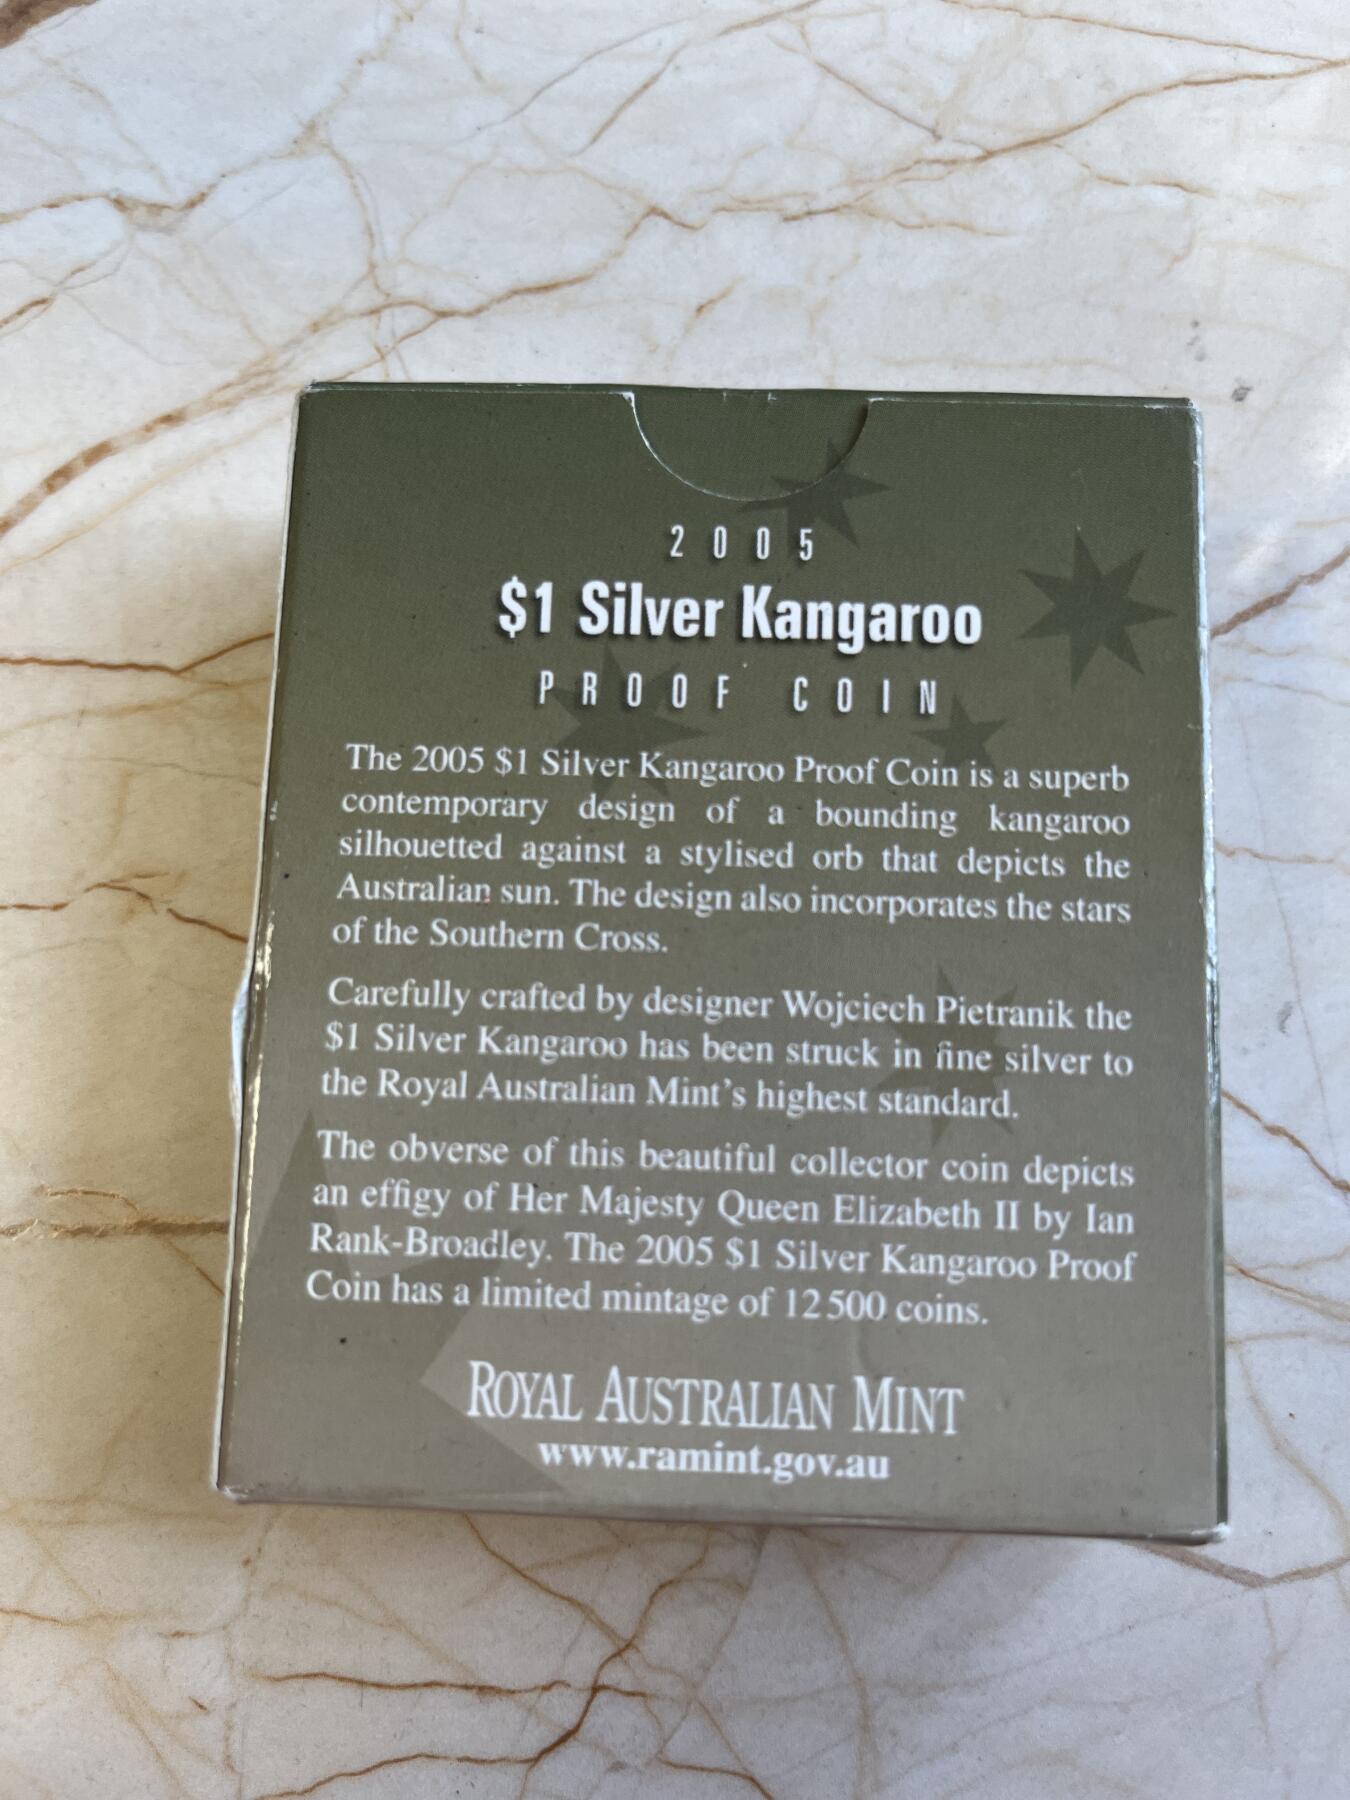 2005
$1 Silver Kangaroo
PROOF COIN
The 2005 $1 Silver Kangaroo Proof Coin is a superb
contemporary design of a bounding kangaroo
silhouetted against a stylised orb that depicts the
Australian sun. The design also incorporates the stars
of the Southern Cross.
Carefully crafted by designer Wojciech Pietranik the
$1 Silver Kangaroo has been struck in fine silver to
the Royal Australian Mint's highest standard.
The obverse of this beautiful collector coin depicts
an effigy of Her Majesty Queen Elizabeth II by Ian
Rank-Broadley. The 2005 $1 Silver Kangaroo Proof
Coin has a limited mintage of 12 500 coins.
ROYAL AUSTRALIAN MINT
www.ramint.gov.au